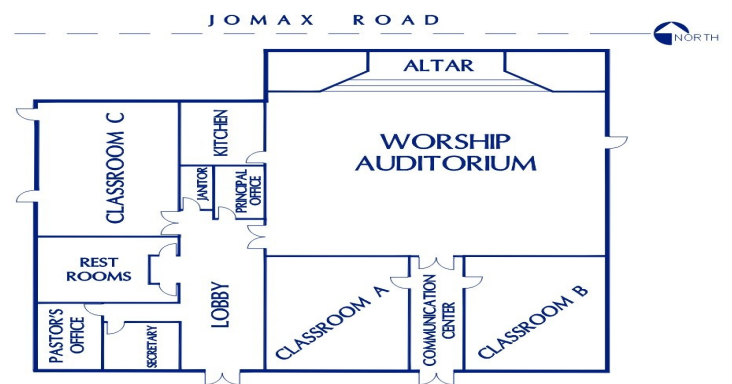 JOMAX ROAD
NORTH
ALTAR
WORSHIP
AUDITORIUM
KITCHEN
CLASSROOM C
JANITOR
PRINCIPAL
OFFICE
REST
ROOMS
LOBBY
PASTOR'S
OFFICE
SECRETARY
CLASSROOM A
COMMUNICATION
CENTER
CLASSROOM B